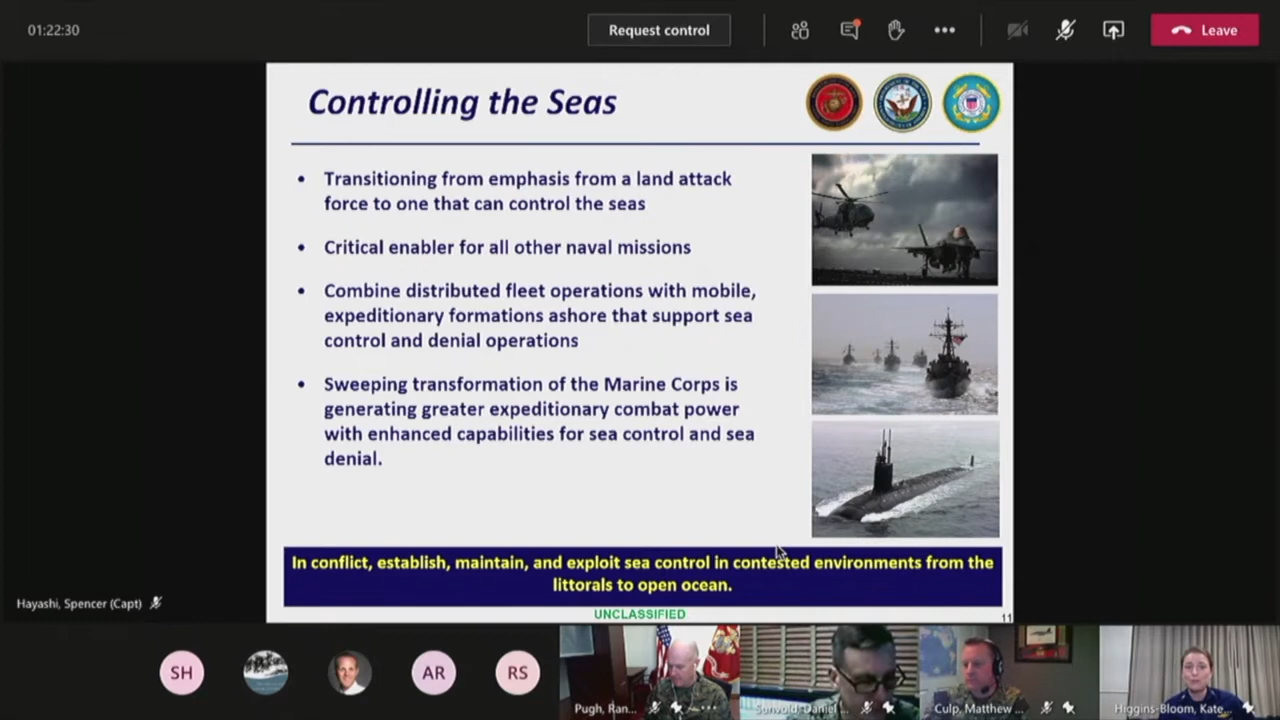 01:22:30
Request control
Leave
Controlling the Seas
• Transitioning from emphasis from a land attack
force to one that can control the seas
• Critical enabler for all other naval missions
• Combine distributed fleet operations with mobile,
expeditionary formations ashore that support sea
control and denial operations
• Sweeping transformation of the Marine Corps is
generating greater expeditionary combat power
with enhanced capabilities for sea control and sea
denial.
In conflict, establish, maintain, and exploit sea control in contested environments from the
littorals to open ocean.
UNCLASSIFIED
11
Hayashi, Spencer (Capt)
SH
AR
RS
Pugh, Ran...
Daniel ...
Culp, Matthew ...
Higgins-Bloom, Kate...